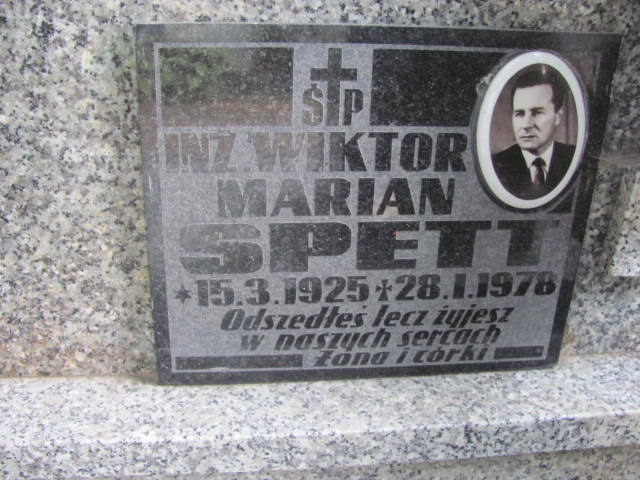 ŚP
INŻ. WIKTOR
MARIAN
SPETT
*15.3.1925 ✝28.1.1978
Odszedłeś lecz żyjesz
w naszych sercach
Żona i córki